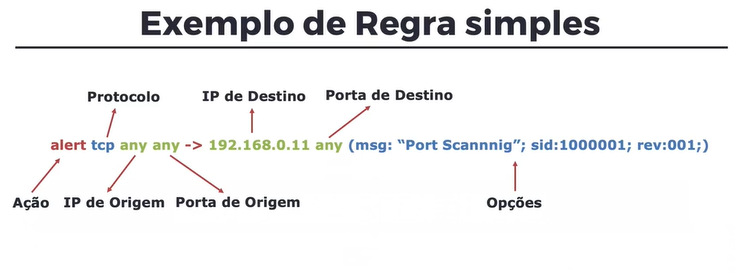 Exemplo de Regra simples
Protocolo IP de Destino Porta de Destino
alert tcp any any -> 192.168.0.11 any (msg: “Port Scannnig”; sid:1000001; rev:001;)
Ação IP de Origem Porta de Origem Opções